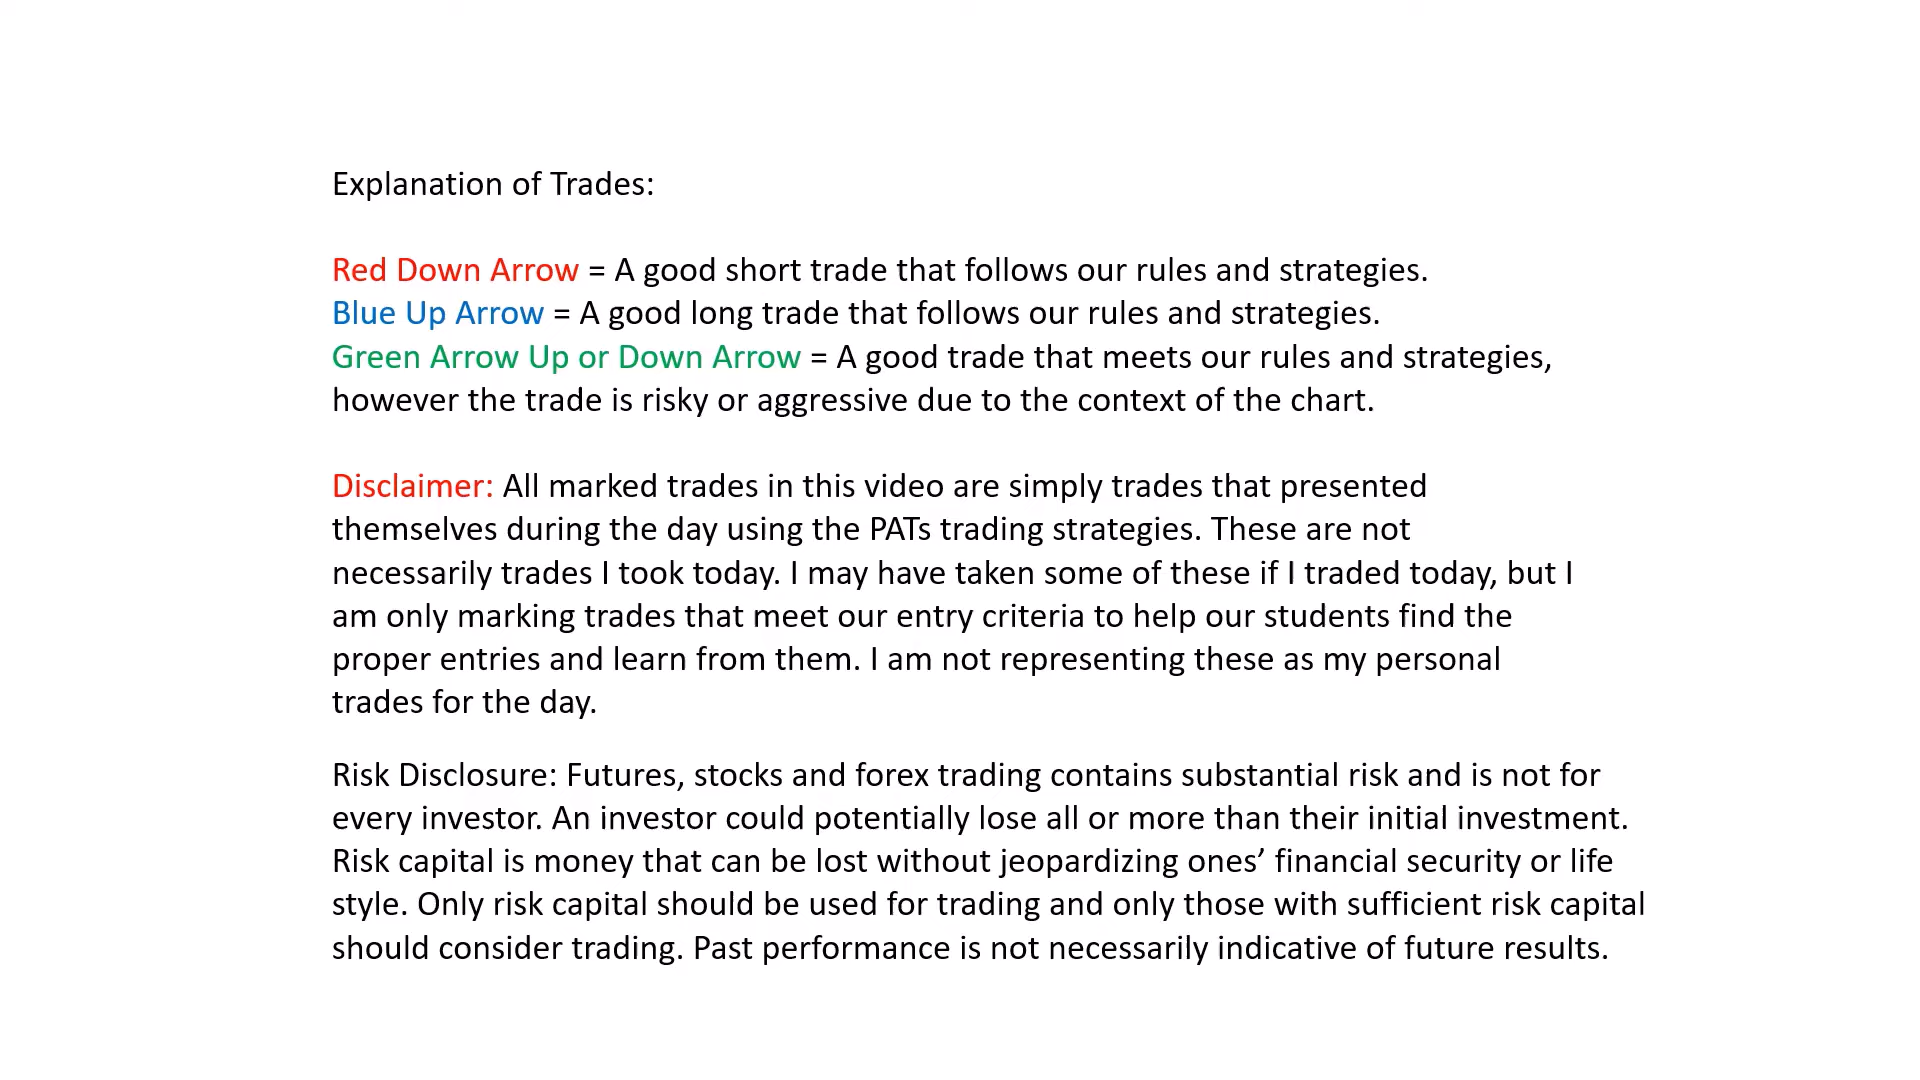 Explanation of Trades:
Red Down Arrow = A good short trade that follows our rules and strategies.
Blue Up Arrow = A good long trade that follows our rules and strategies.
Green Arrow Up or Down Arrow = A good trade that meets our rules and strategies,
however the trade is risky or aggressive due to the context of the chart.
Disclaimer: All marked trades in this video are simply trades that presented
themselves during the day using the PATs trading strategies. These are not
necessarily trades I took today. I may have taken some of these if I traded today, but I
am only marking trades that meet our entry criteria to help our students find the
proper entries and learn from them. I am not representing these as my personal
trades for the day.
Risk Disclosure: Futures, stocks and forex trading contains substantial risk and is not for
every investor. An investor could potentially lose all or more than their initial investment.
Risk capital is money that can be lost without jeopardizing ones’ financial security or life
style. Only risk capital should be used for trading and only those with sufficient risk capital
should consider trading. Past performance is not necessarily indicative of future results.